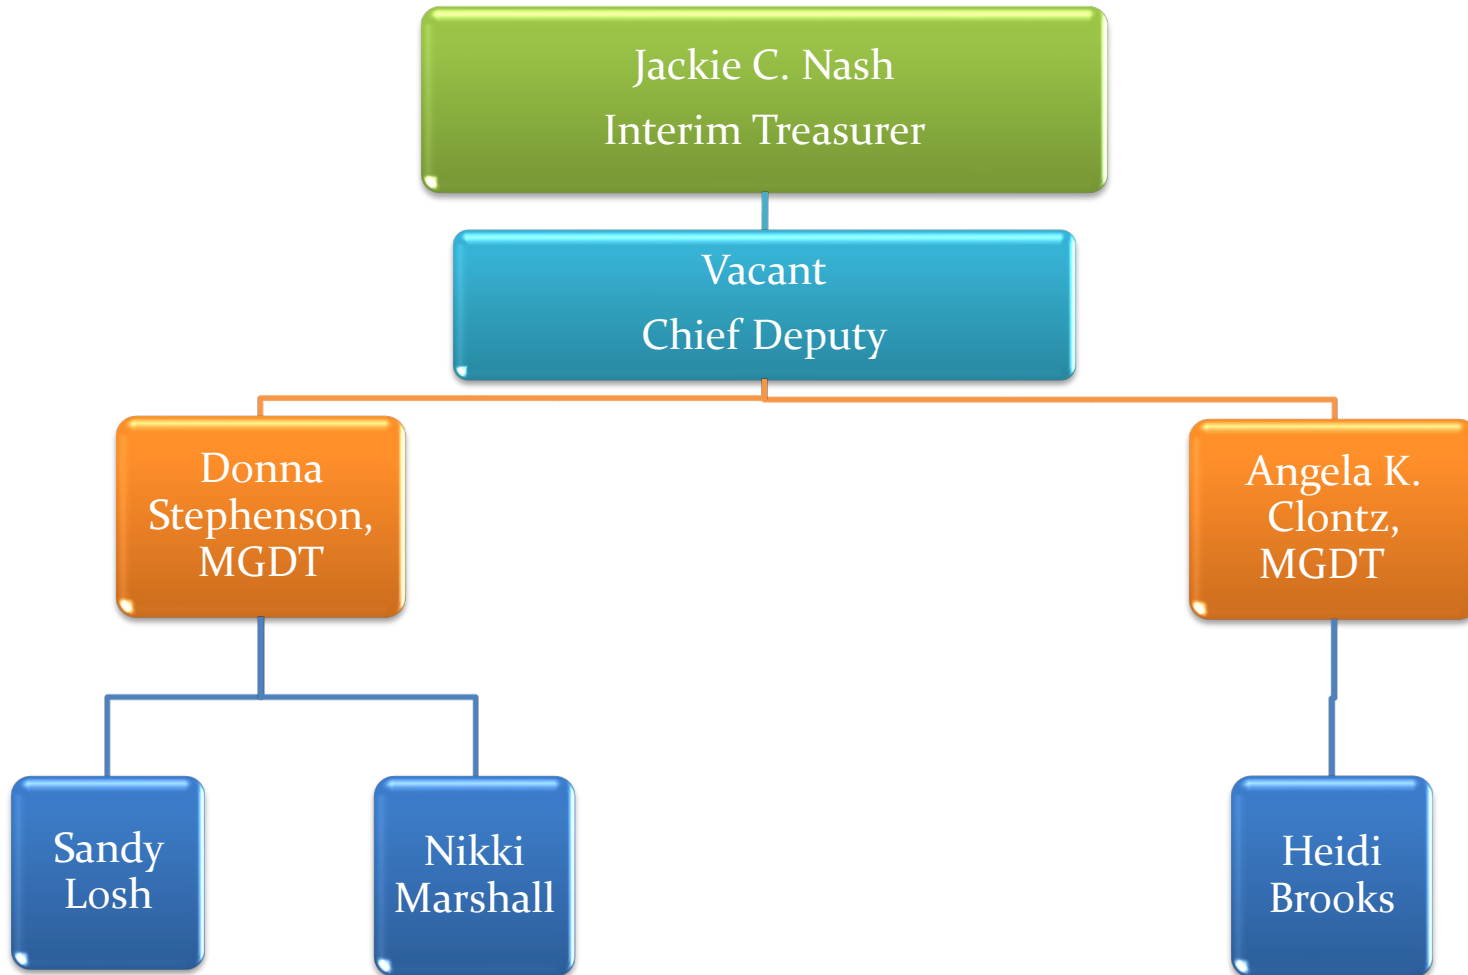 Jackie C. Nash
Interim Treasurer
Vacant
Chief Deputy
Donna
Stephenson,
MGDT
Angela K.
Clontz,
MGDT
Sandy
Losh
Nikki
Marshall
Heidi
Brooks